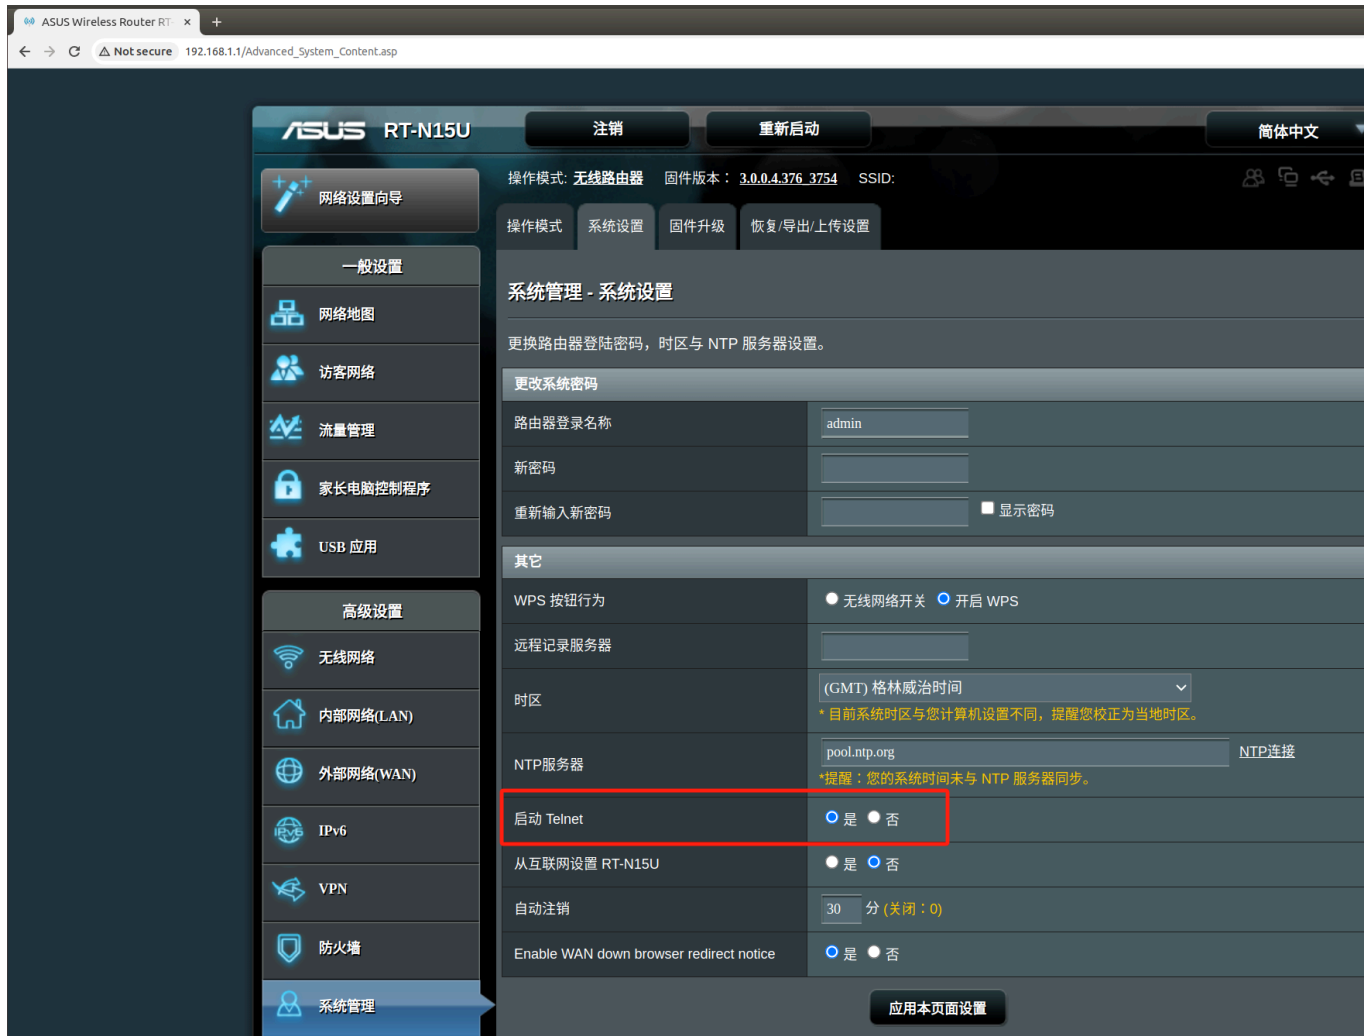 ASUS Wireless Router RT-
Not secure 192.168.1.1/Advanced_System_Content.asp
ASUS RT-N15U 注销 重新启动 简体中文
操作模式: 无线路由器 固件版本： 3.0.0.4.376_3754 SSID:
网络设置向导
操作模式 系统设置 固件升级 恢复/导出/上传设置
一般设置
网络地图
访客网络
流量管理
家长电脑控制程序
USB 应用
高级设置
无线网络
内部网络(LAN)
外部网络(WAN)
IPv6
VPN
防火墙
系统管理
系统管理 - 系统设置
更换路由器登陆密码，时区与 NTP 服务器设置。
更改系统密码
路由器登录名称 admin
新密码
重新输入新密码 显示密码
其它
WPS 按钮行为 无线网络开关 开启 WPS
远程记录服务器
时区 (GMT) 格林威治时间
* 目前系统时区与您计算机设置不同，提醒您校正为当地时区。
NTP服务器 pool.ntp.org NTP连接
*提醒：您的系统时间未与 NTP 服务器同步。
启动 Telnet 是 否
从互联网设置 RT-N15U 是 否
自动注销 30 分 (关闭：0)
Enable WAN down browser redirect notice 是 否
应用本页面设置